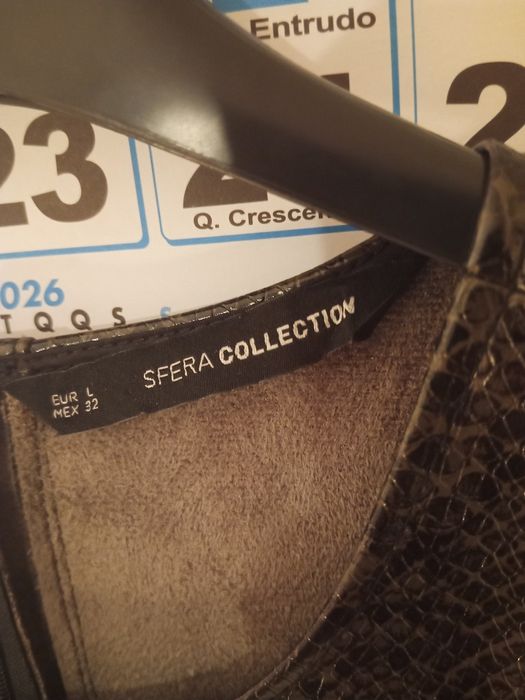 Entrudo
23
2
Q. Crescen
026
T Q Q S S
SFERA COLLECTION
EUR L
MEX 32